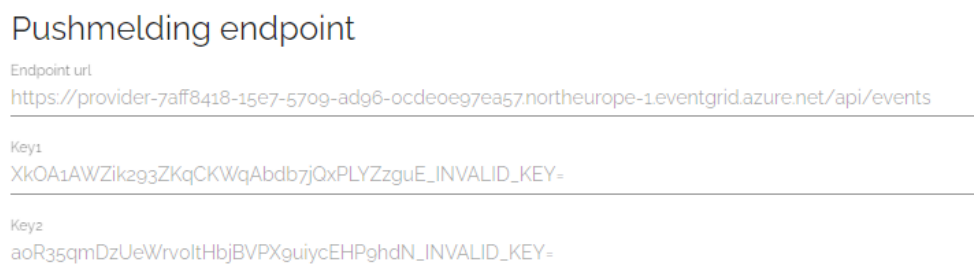 Pushmelding endpoint
Endpoint url
https://provider-7aff8418-15e7-5709-ad96-0cde0e97ea57.northeurope-1.eventgrid.azure.net/api/events
Key1
XkOA1AWZik293ZKqCKWqAbdb7jQxPLYZzguE_INVALID_KEY=
Key2
aoR35qmDzUeWrvoItHbjBVPX9uiycEHP9hdN_INVALID_KEY=